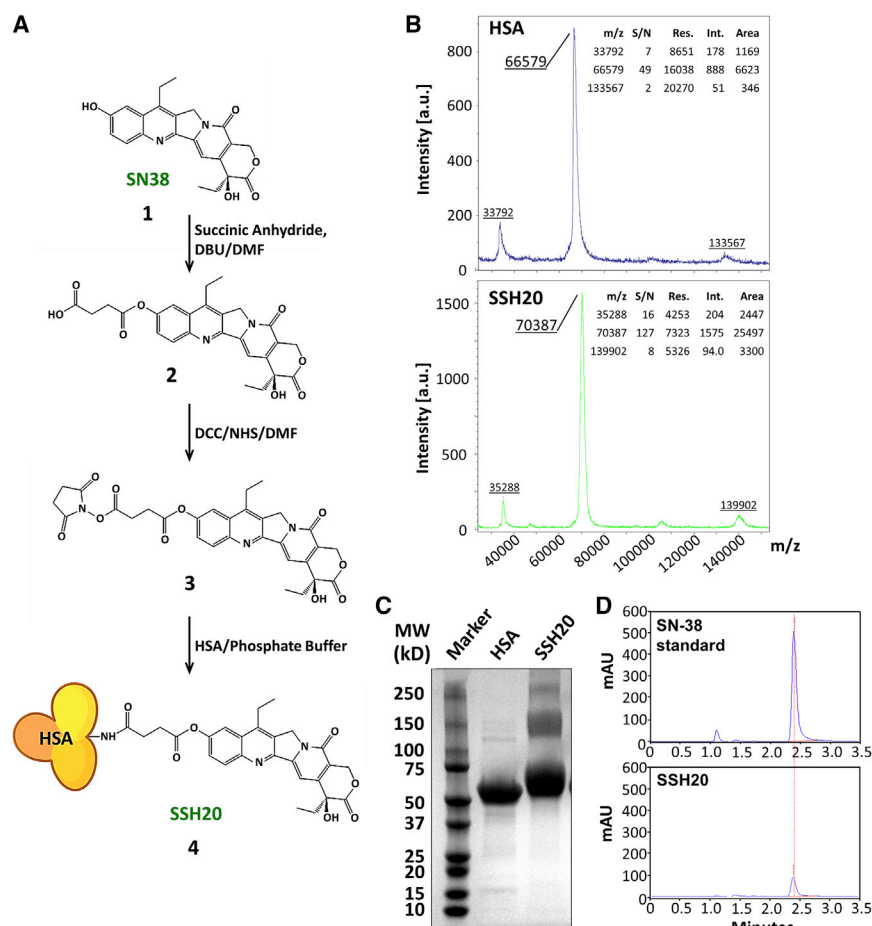 A
HO
N
N
O
O
O
OH
SN38
1
Succinic Anhydride,
DBU/DMF
O
HO
O
O
N
N
O
O
O
OH
2
DCC/NHS/DMF
O
N
O
O
O
O
O
N
N
O
O
O
OH
3
HSA/Phosphate Buffer
HSA
NH
O
O
O
N
N
O
O
O
OH
SSH20
4
B
HSA
m/z S/N Res. Int. Area
33792 7 8651 178 1169
66579 49 16038 888 6623
133567 2 20270 51 346
66579
33792
133567
Intensity [a.u.]
800
600
400
200
0
SSH20
m/z S/N Res. Int. Area
35288 16 4253 204 2447
70387 127 7323 1575 25497
139902 8 5326 94.0 3300
70387
35288
139902
Intensity [a.u.]
1500
1000
500
0
40000 60000 80000 100000 120000 140000 m/z
C
MW
(kD)
Marker HSA SSH20
250
150
100
75
50
37
25
20
15
10
D
SN-38
standard
mAU
600
500
400
300
200
100
0
0 0.5 1.0 1.5 2.0 2.5 3.0 3.5
SSH20
mAU
600
500
400
300
200
100
0
0 0.5 1.0 1.5 2.0 2.5 3.0 3.5
Minutes